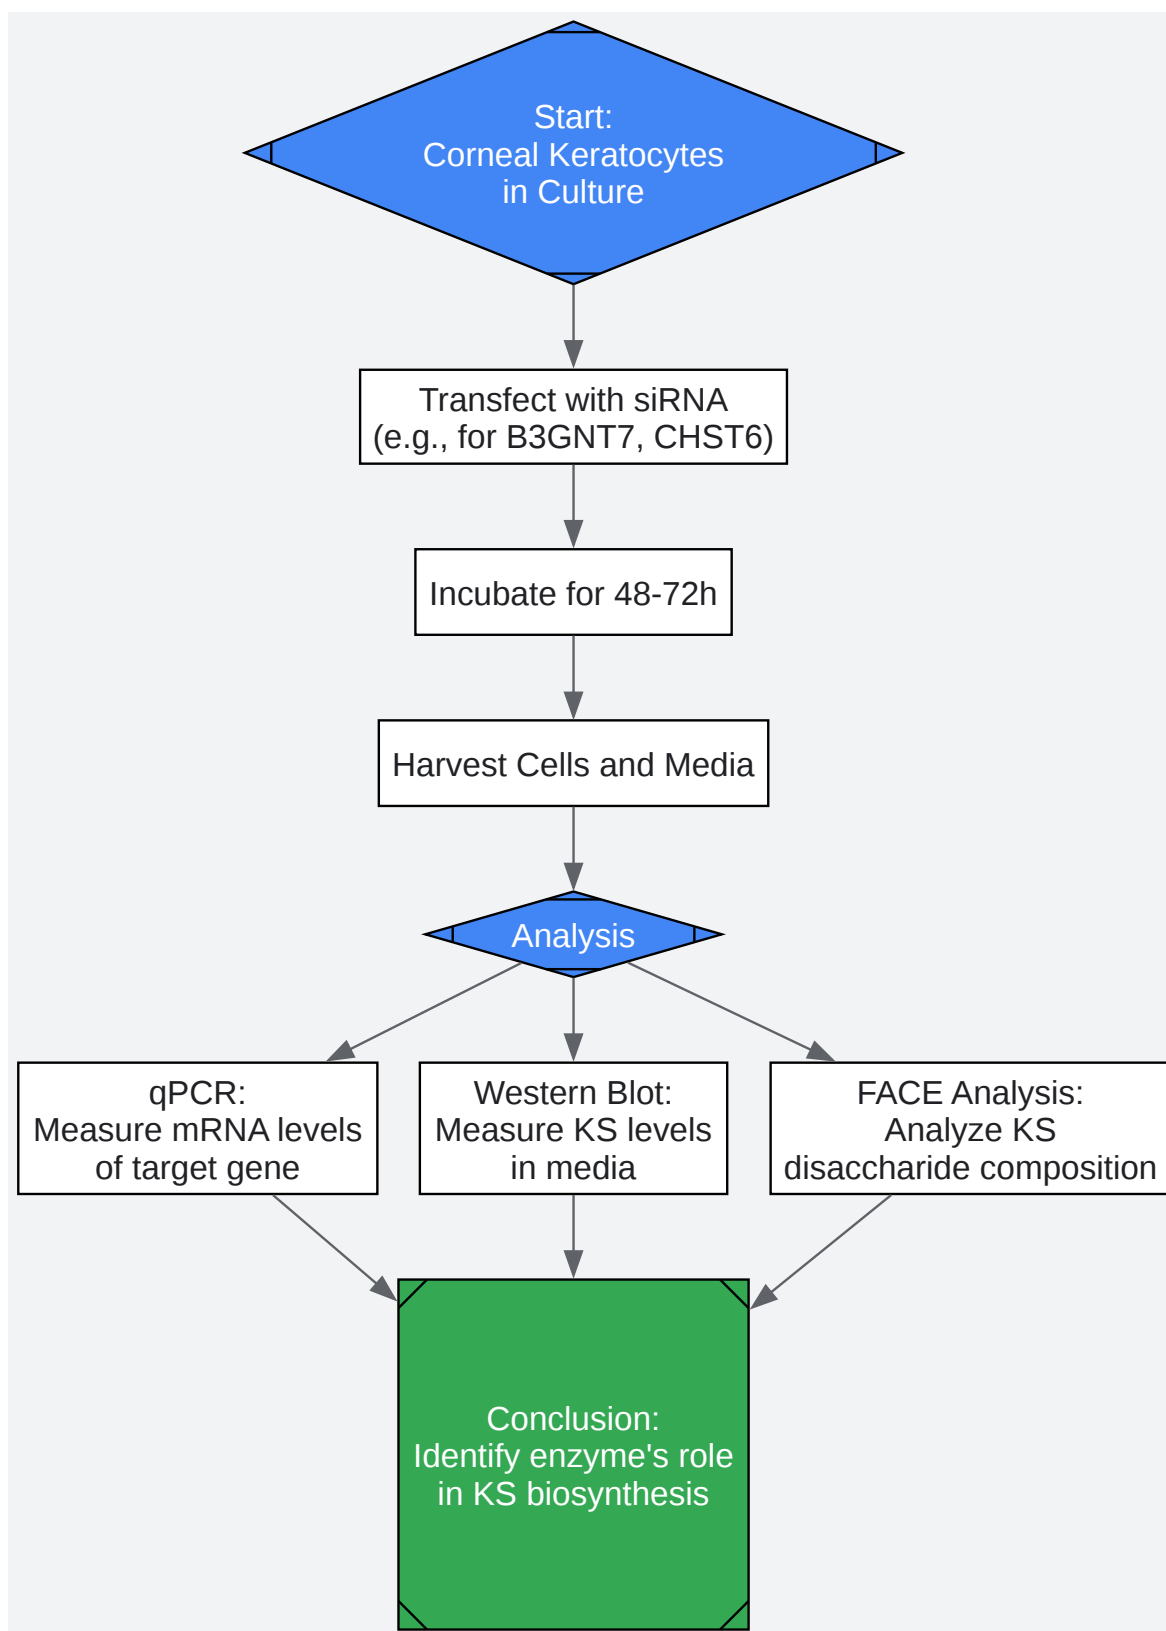 Start:
Corneal Keratocytes
in Culture
Transfect with siRNA
(e.g., for B3GNT7, CHST6)
Incubate for 48-72h
Harvest Cells and Media
Analysis
qPCR:
Measure mRNA levels
of target gene
Western Blot:
Measure KS levels
in media
FACE Analysis:
Analyze KS
disaccharide composition
Conclusion:
Identify enzyme's role
in KS biosynthesis